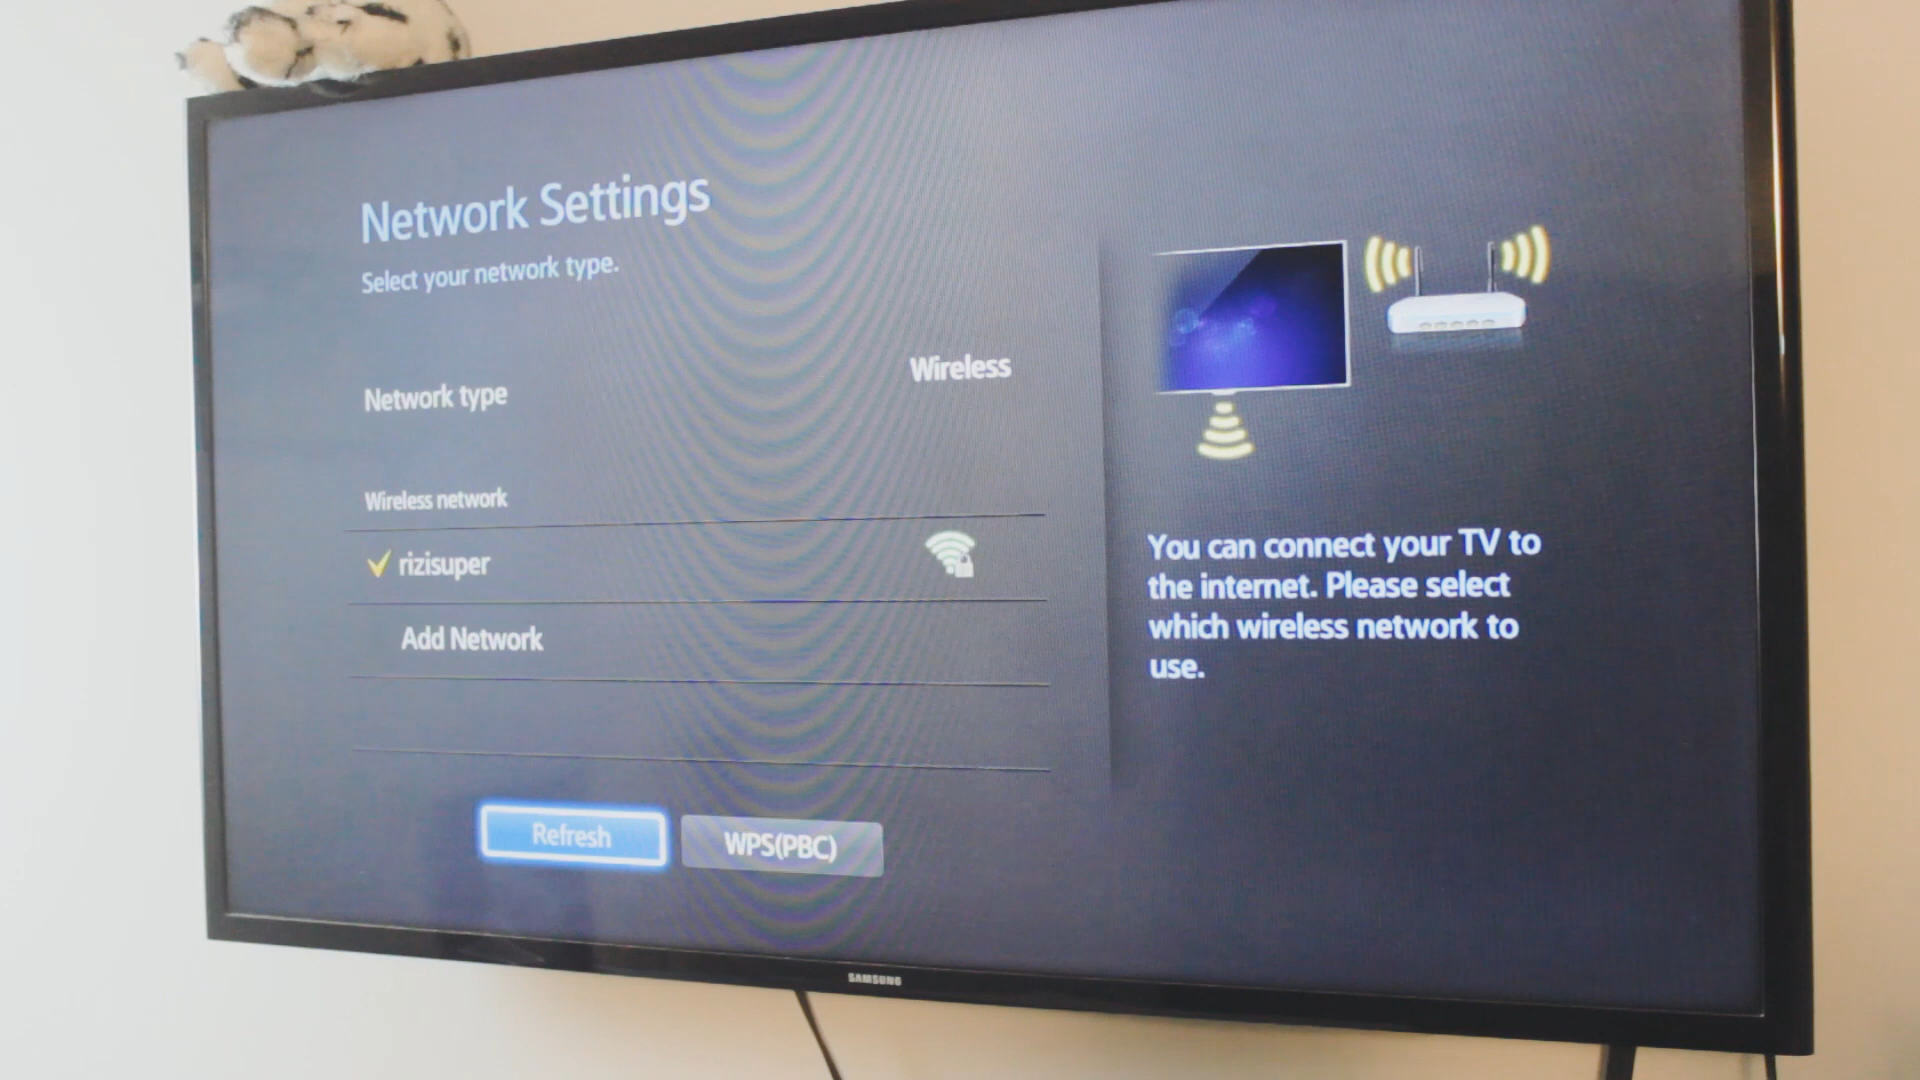 Network Settings
Select your network type.
Network type
Wireless
Wireless network
rizisuper
Add Network
Refresh
WPS(PBC)
You can connect your TV to
the internet. Please select
which wireless network to
use.
SAMSUNG